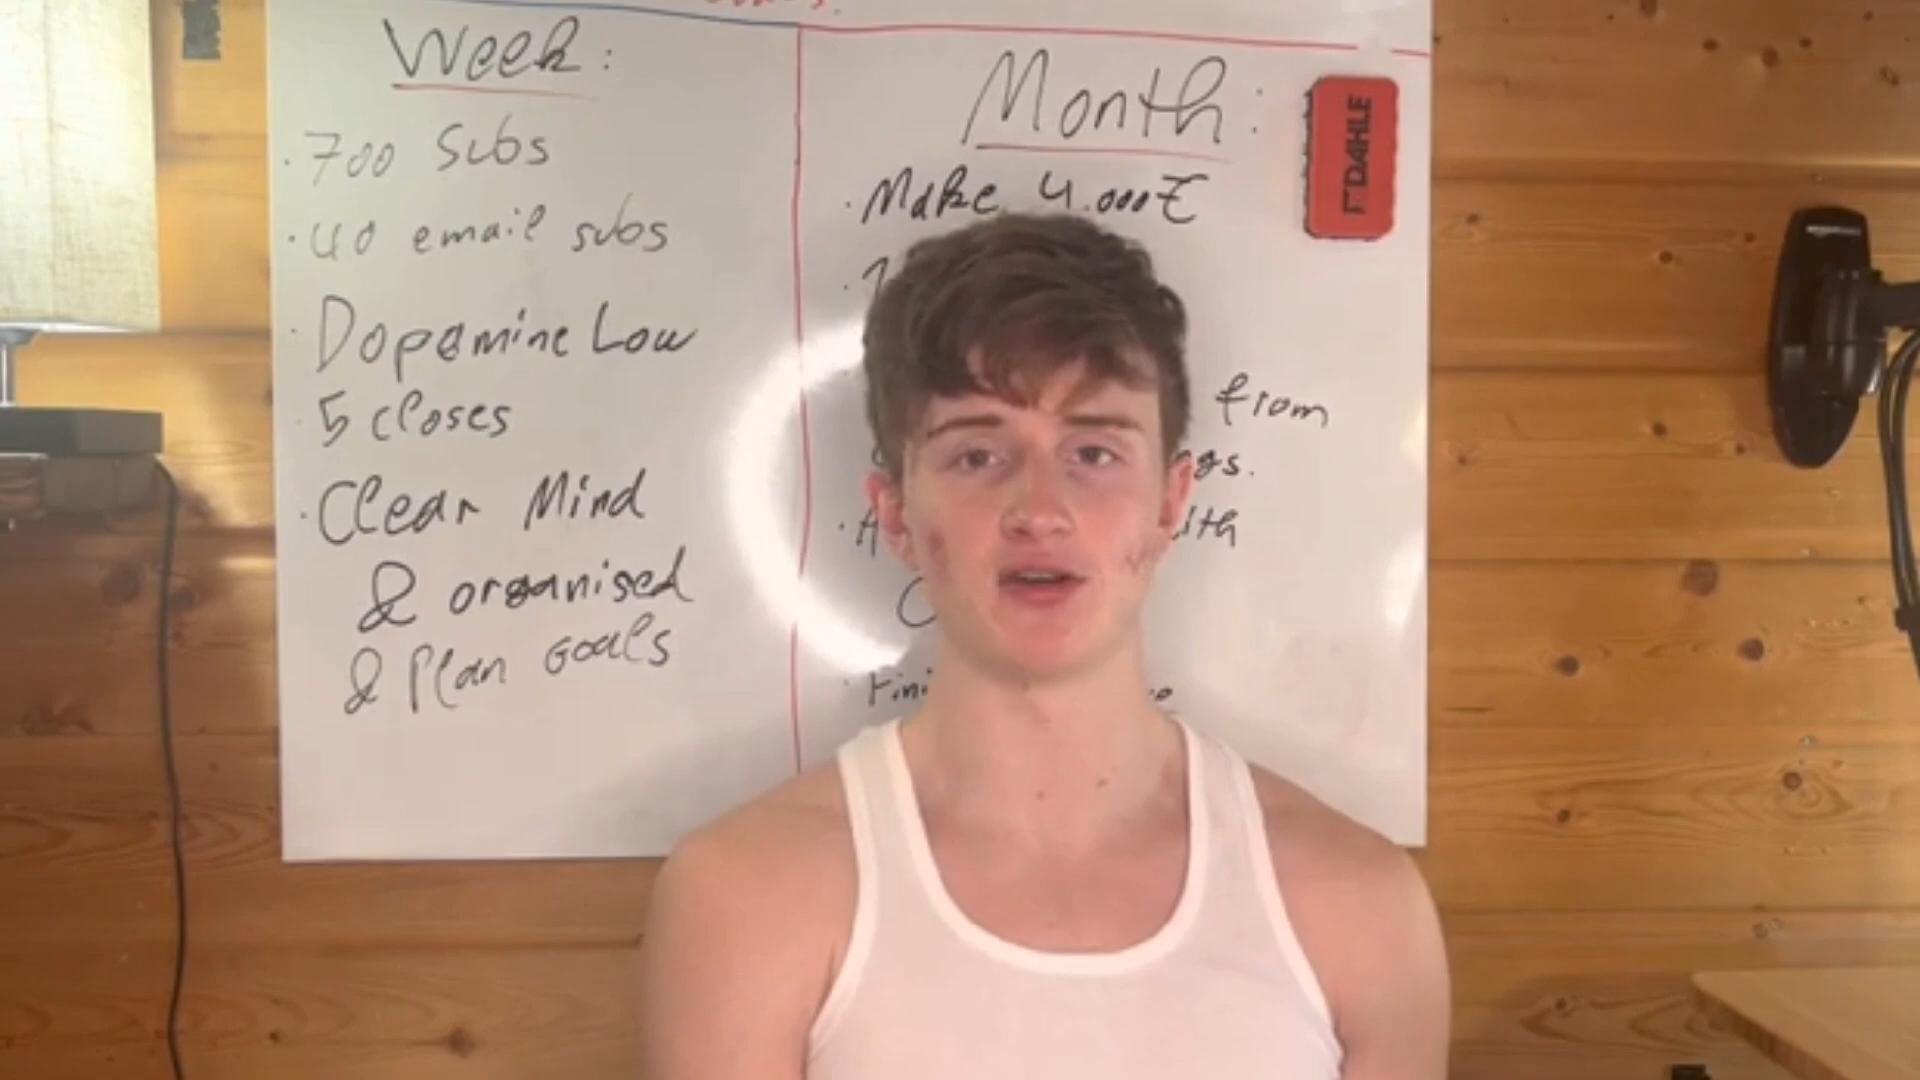 Week:
· 700 Subs
· 40 email subs
· Dopamine Low
· 5 closes
· Clear Mind
& organised
& Plan Goals
Month:
· Make 4.000€
from
DAHLE